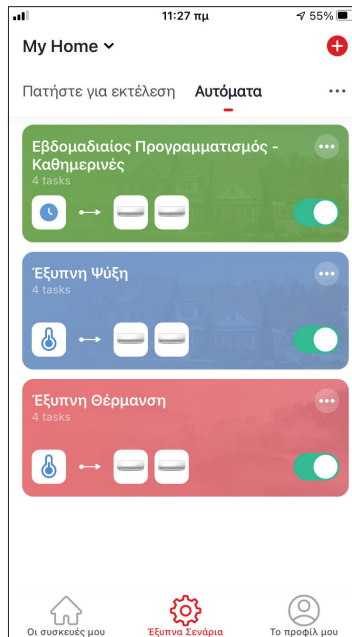 11:27 πμ
55%
My Home
Πατήστε για εκτέλεση Αυτόματα
Εβδομαδιαίος Προγραμματισμός -
Καθημερινές
4 tasks
Έξυπνη Ψύξη
4 tasks
Έξυπνη Θέρμανση
4 tasks
Οι συσκευές μου Έξυπνα Σενάρια Το προφίλ μου